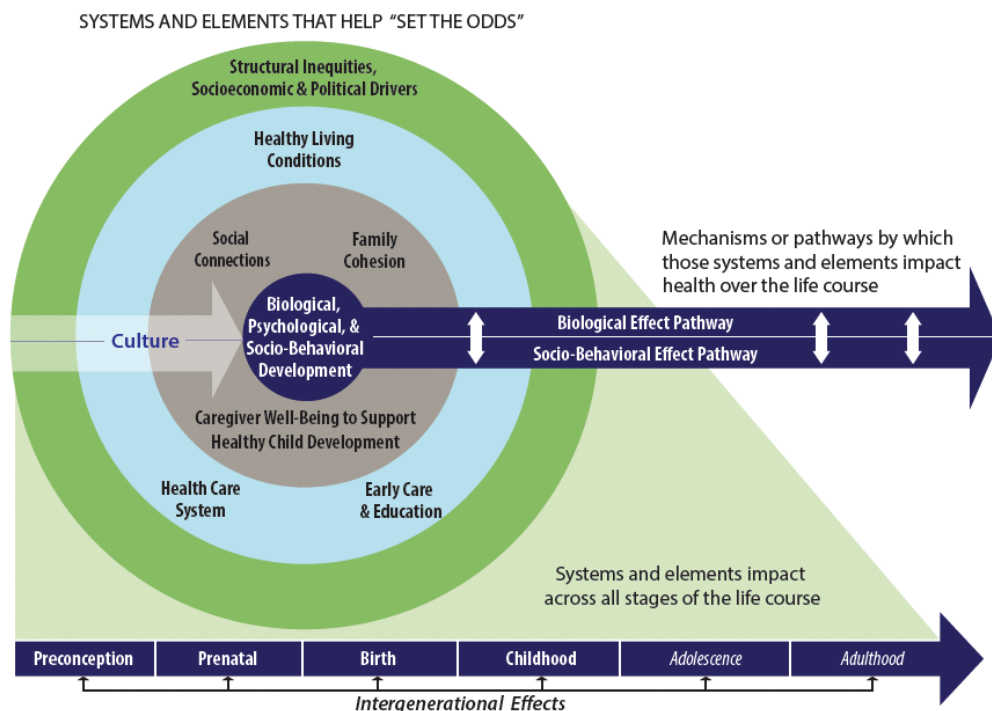 SYSTEMS AND ELEMENTS THAT HELP “SET THE ODDS”
Structural Inequities,
Socioeconomic & Political Drivers
Healthy Living
Conditions
Social
Connections
Family
Cohesion
Culture
Biological,
Psychological, &
Socio-Behavioral
Development
Mechanisms or pathways by which
those systems and elements impact
health over the life course
Biological Effect Pathway
Socio-Behavioral Effect Pathway
Caregiver Well-Being to Support
Healthy Child Development
Health Care
System
Early Care
& Education
Systems and elements impact
across all stages of the life course
Preconception
Prenatal
Birth
Childhood
Adolescence
Adulthood
Intergenerational Effects